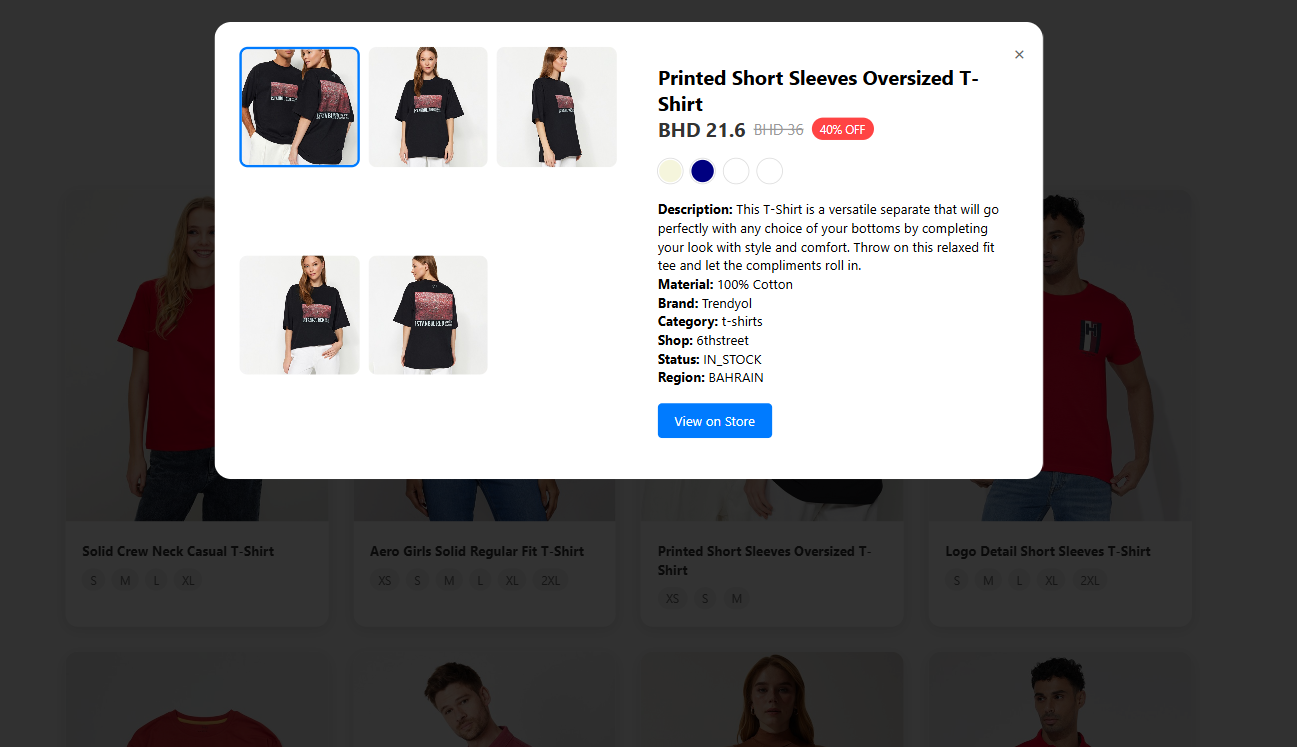 ×
Printed Short Sleeves Oversized T-
Shirt
BHD 21.6 BHD 36 40% OFF
Description: This T-Shirt is a versatile separate that will go
perfectly with any choice of your bottoms by completing
your look with style and comfort. Throw on this relaxed fit
tee and let the compliments roll in.
Material: 100% Cotton
Brand: Trendyol
Category: t-shirts
Shop: 6thstreet
Status: IN_STOCK
Region: BAHRAIN
View on Store
Solid Crew Neck Casual T-Shirt
S M L XL
Aero Girls Solid Regular Fit T-Shirt
XS S M L XL 2XL
Printed Short Sleeves Oversized T-
Shirt
XS S M
Logo Detail Short Sleeves T-Shirt
S M L XL 2XL